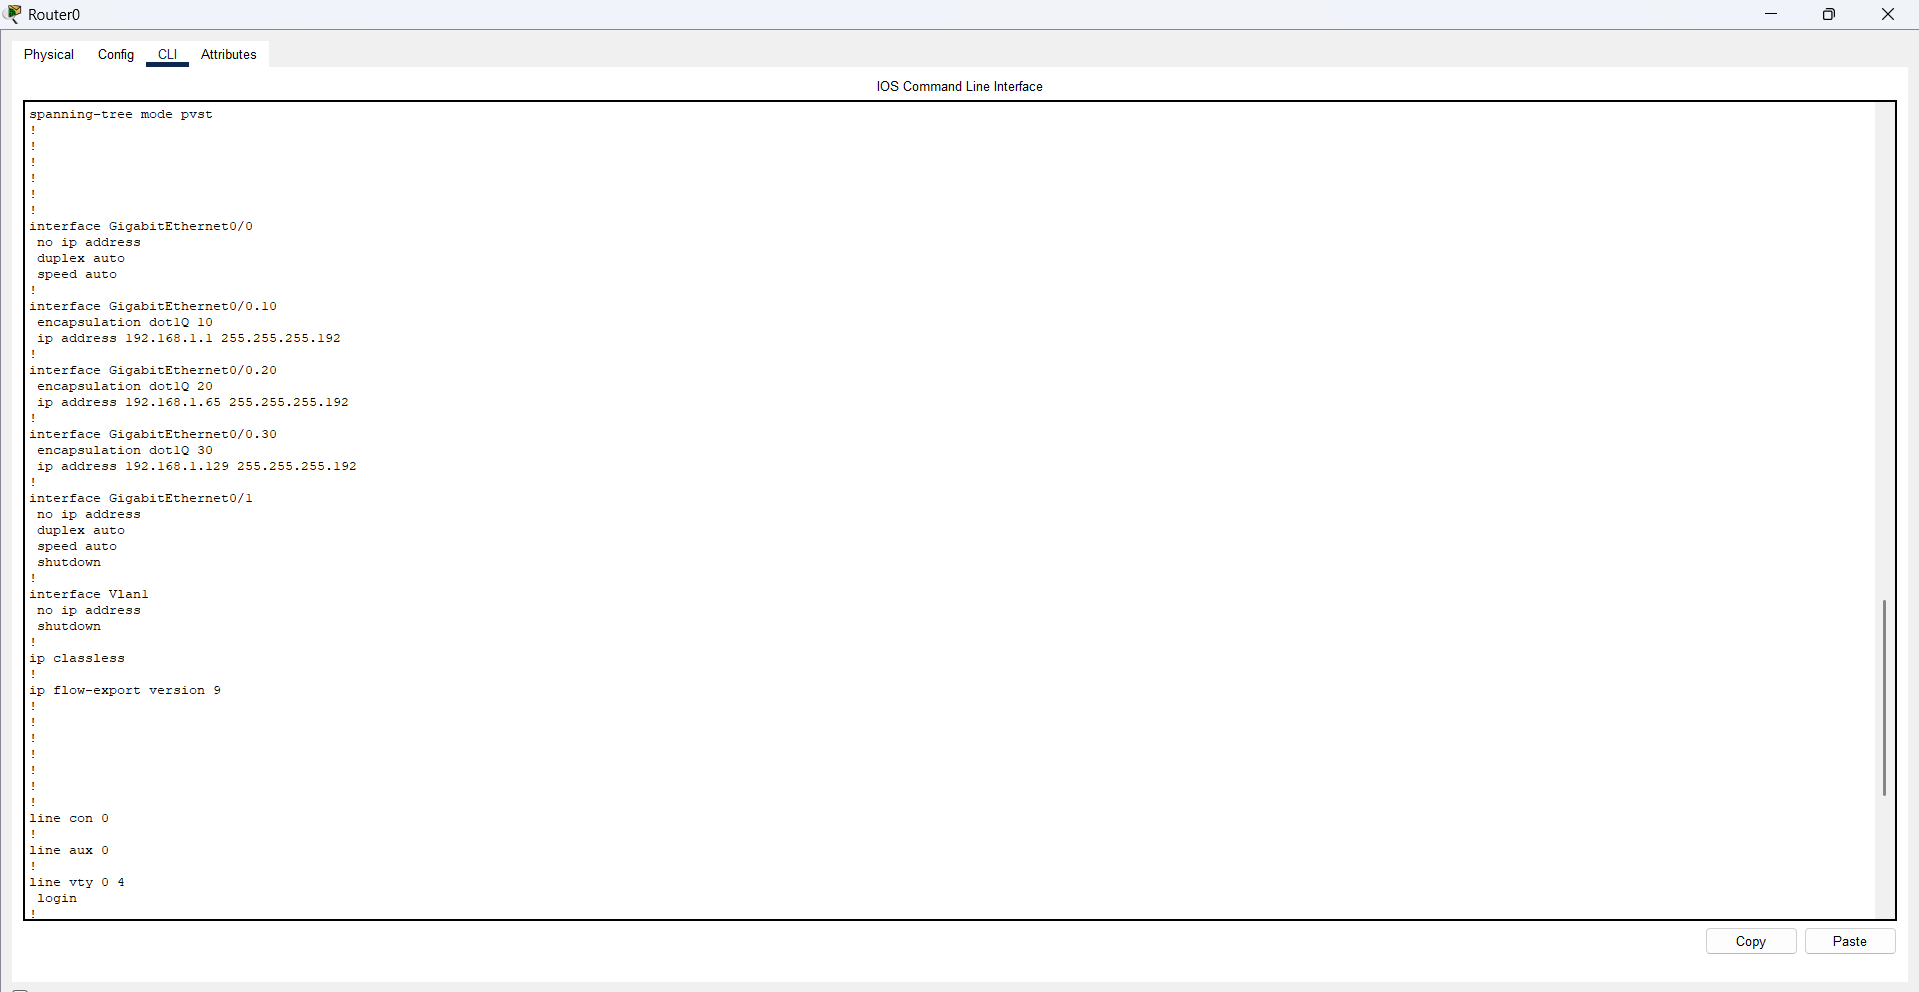 Router0
Physical Config CLI Attributes
IOS Command Line Interface
spanning-tree mode pvst
!
!
!
!
!
!
interface GigabitEthernet0/0
 no ip address
 duplex auto
 speed auto
!
interface GigabitEthernet0/0.10
 encapsulation dot1Q 10
 ip address 192.168.1.1 255.255.255.192
!
interface GigabitEthernet0/0.20
 encapsulation dot1Q 20
 ip address 192.168.1.65 255.255.255.192
!
interface GigabitEthernet0/0.30
 encapsulation dot1Q 30
 ip address 192.168.1.129 255.255.255.192
!
interface GigabitEthernet0/1
 no ip address
 duplex auto
 speed auto
 shutdown
!
interface Vlan1
 no ip address
 shutdown
!
ip classless
!
ip flow-export version 9
!
!
!
!
!
!
!
line con 0
!
line aux 0
!
line vty 0 4
 login
!
Copy Paste